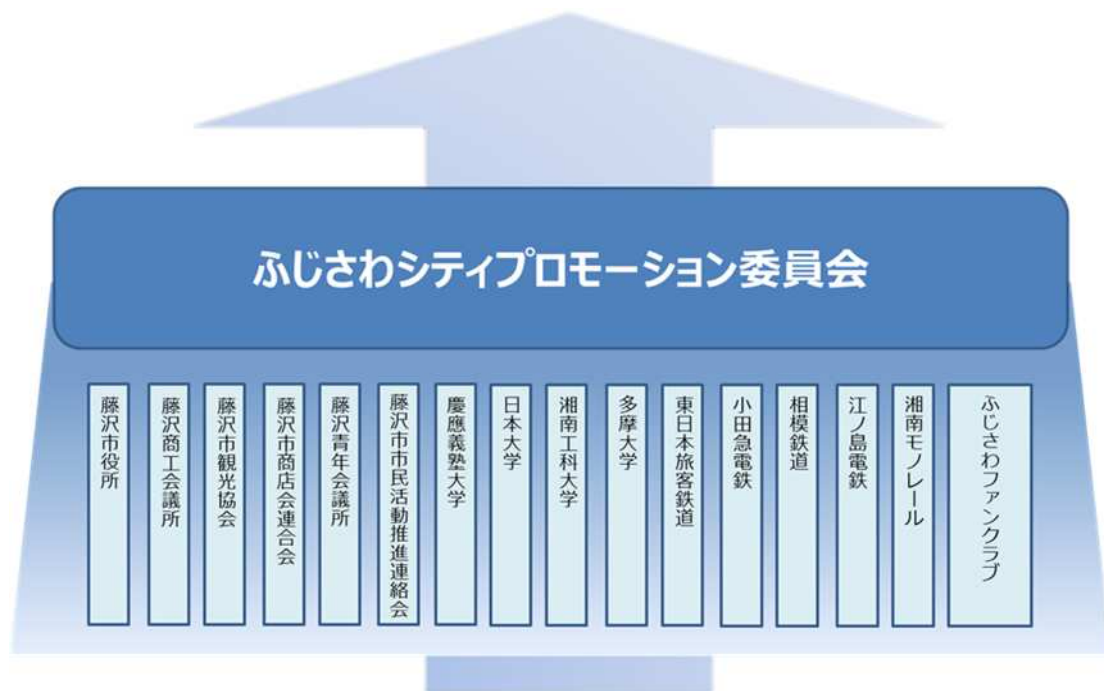 ふじさわシティプロモーション委員会
藤沢市役所
藤沢商工会議所
藤沢市観光協会
藤沢市商店会連合会
藤沢青年会議所
藤沢市市民活動推進連絡会
慶應義塾大学
日本大学
湘南工科大学
多摩大学
東日本旅客鉄道
小田急電鉄
相模鉄道
江ノ島電鉄
湘南モノレール
ふじさわファンクラブ